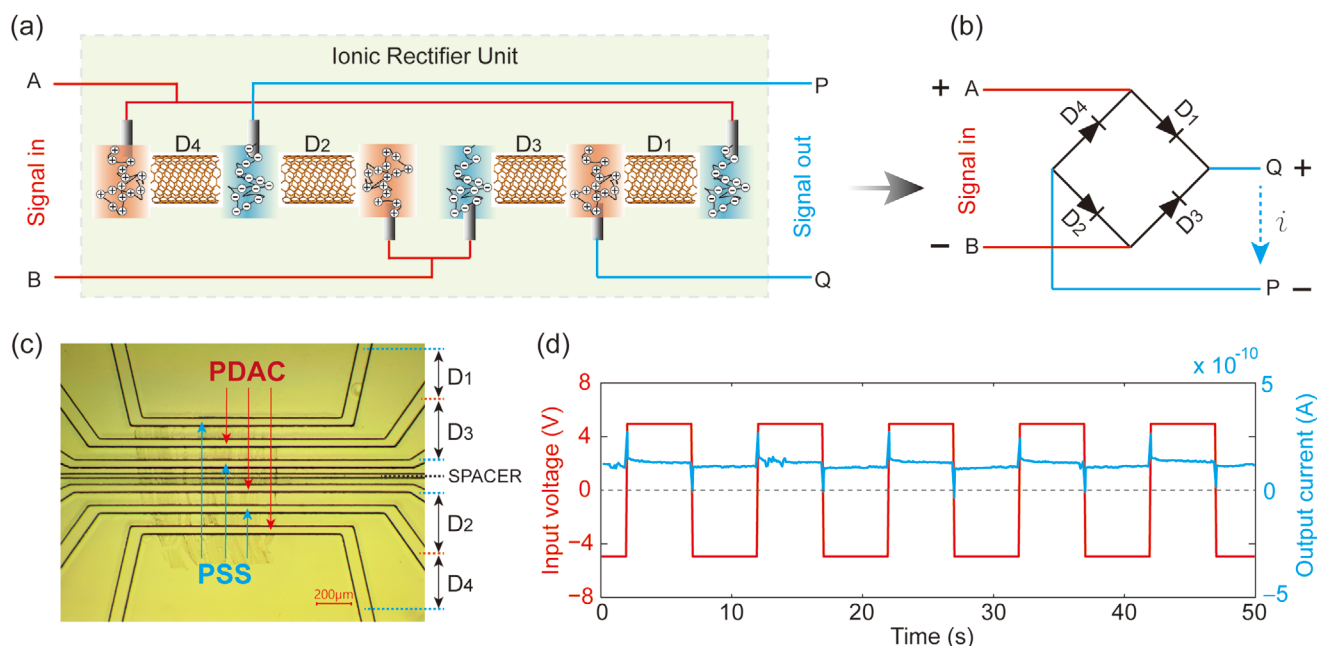 (a)
Ionic Rectifier Unit
A
P
Signal in
D4
D2
D3
D1
Signal out
B
Q
(b)
+ A
D4
D1
Signal in
Q +
D2
D3
i
− B
P −
(c)
PDAC
D1
D3
SPACER
D2
PSS
D4
200μm
(d)
x 10⁻¹⁰
8
4
0
−4
−8
Input voltage (V)
5
0
−5
Output current (A)
0 10 20 30 40 50
Time (s)